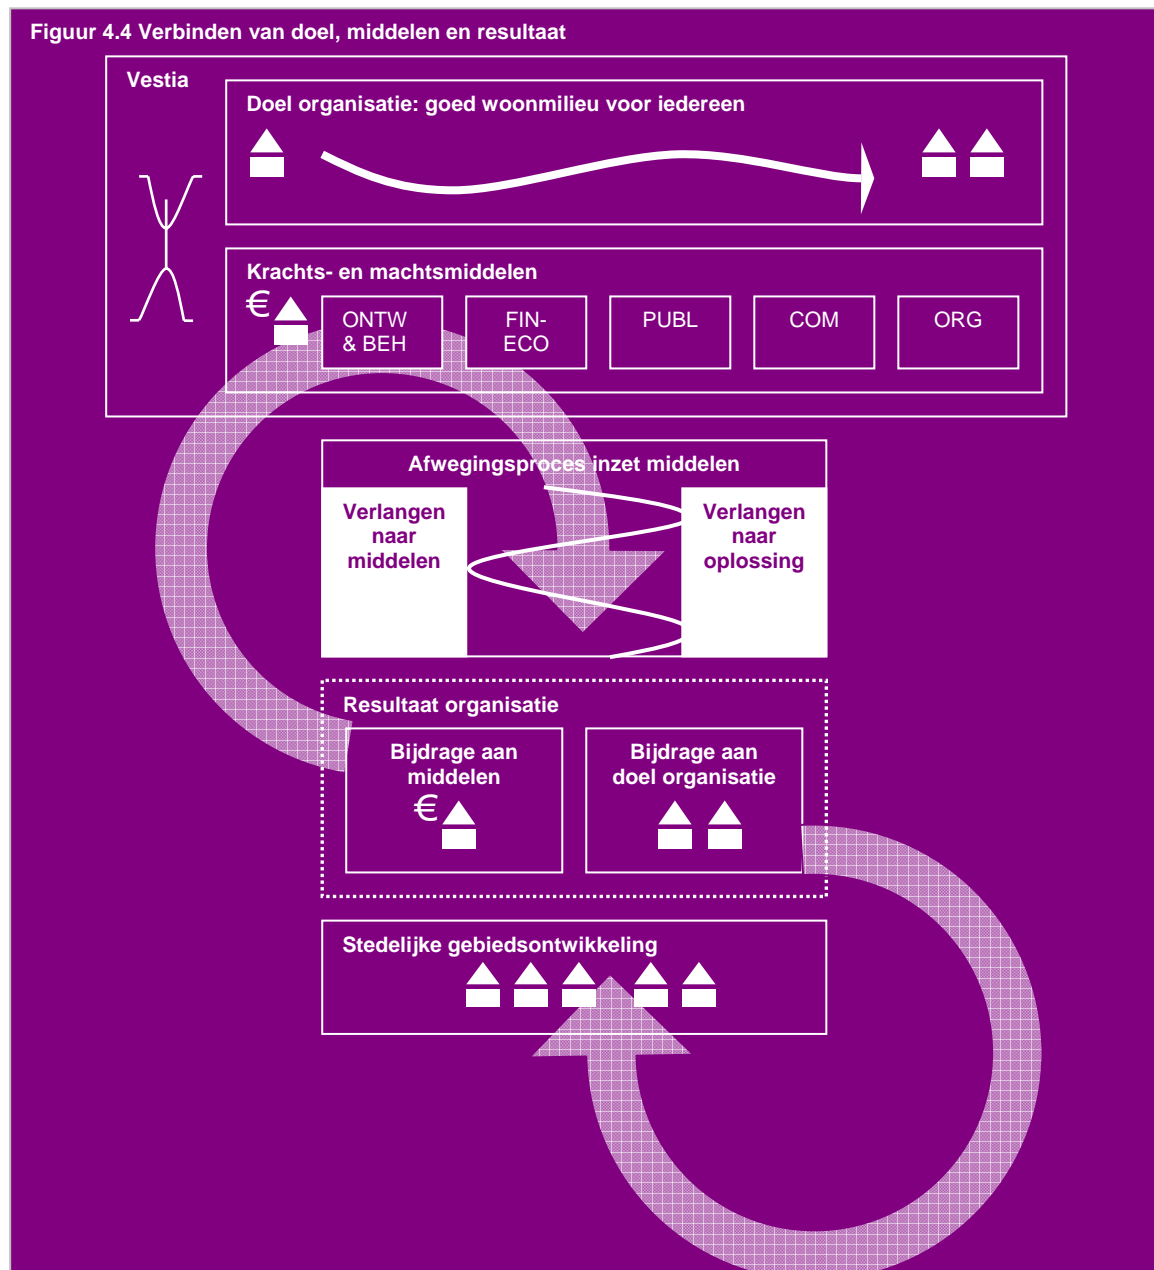 Figuur 4.4 Verbinden van doel, middelen en resultaat
Vestia
Doel organisatie: goed woonmilieu voor iedereen
Krachts- en machtsmiddelen
€
ONTW
& BEH
FIN-
ECO
PUBL
COM
ORG
Afwegingsproces inzet middelen
Verlangen
naar
middelen
Verlangen
naar
oplossing
Resultaat organisatie
Bijdrage aan
middelen
€
Bijdrage aan
doel organisatie
Stedelijke gebiedsontwikkeling